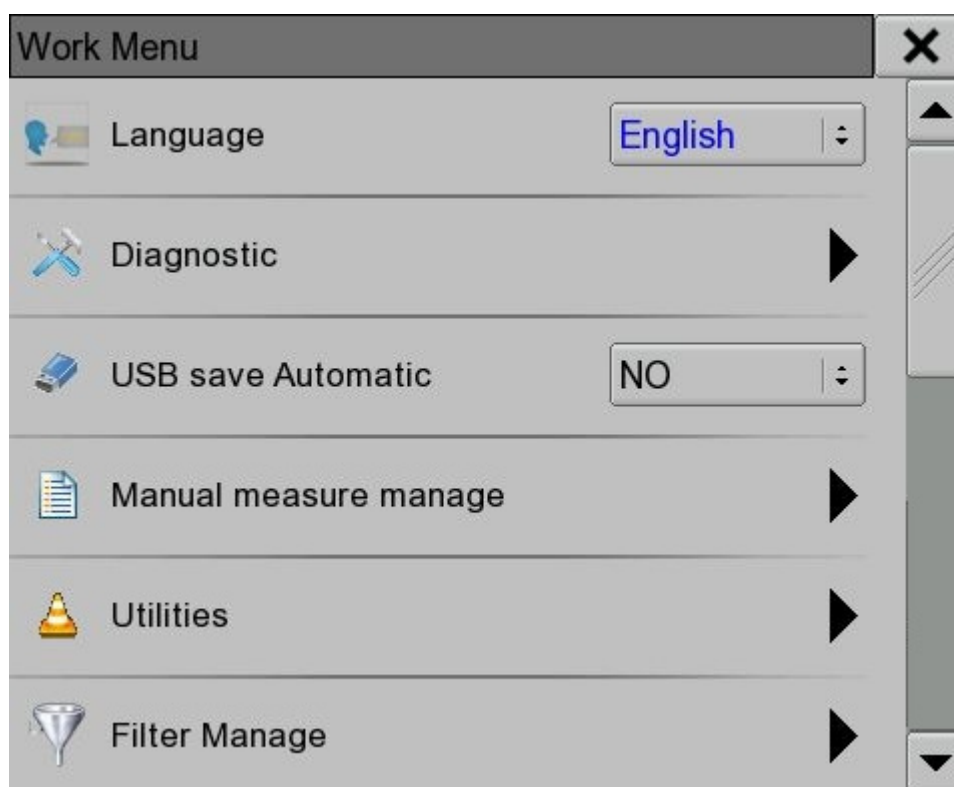 Work Menu
Language English
Diagnostic
USB save Automatic NO
Manual measure manage
Utilities
Filter Manage